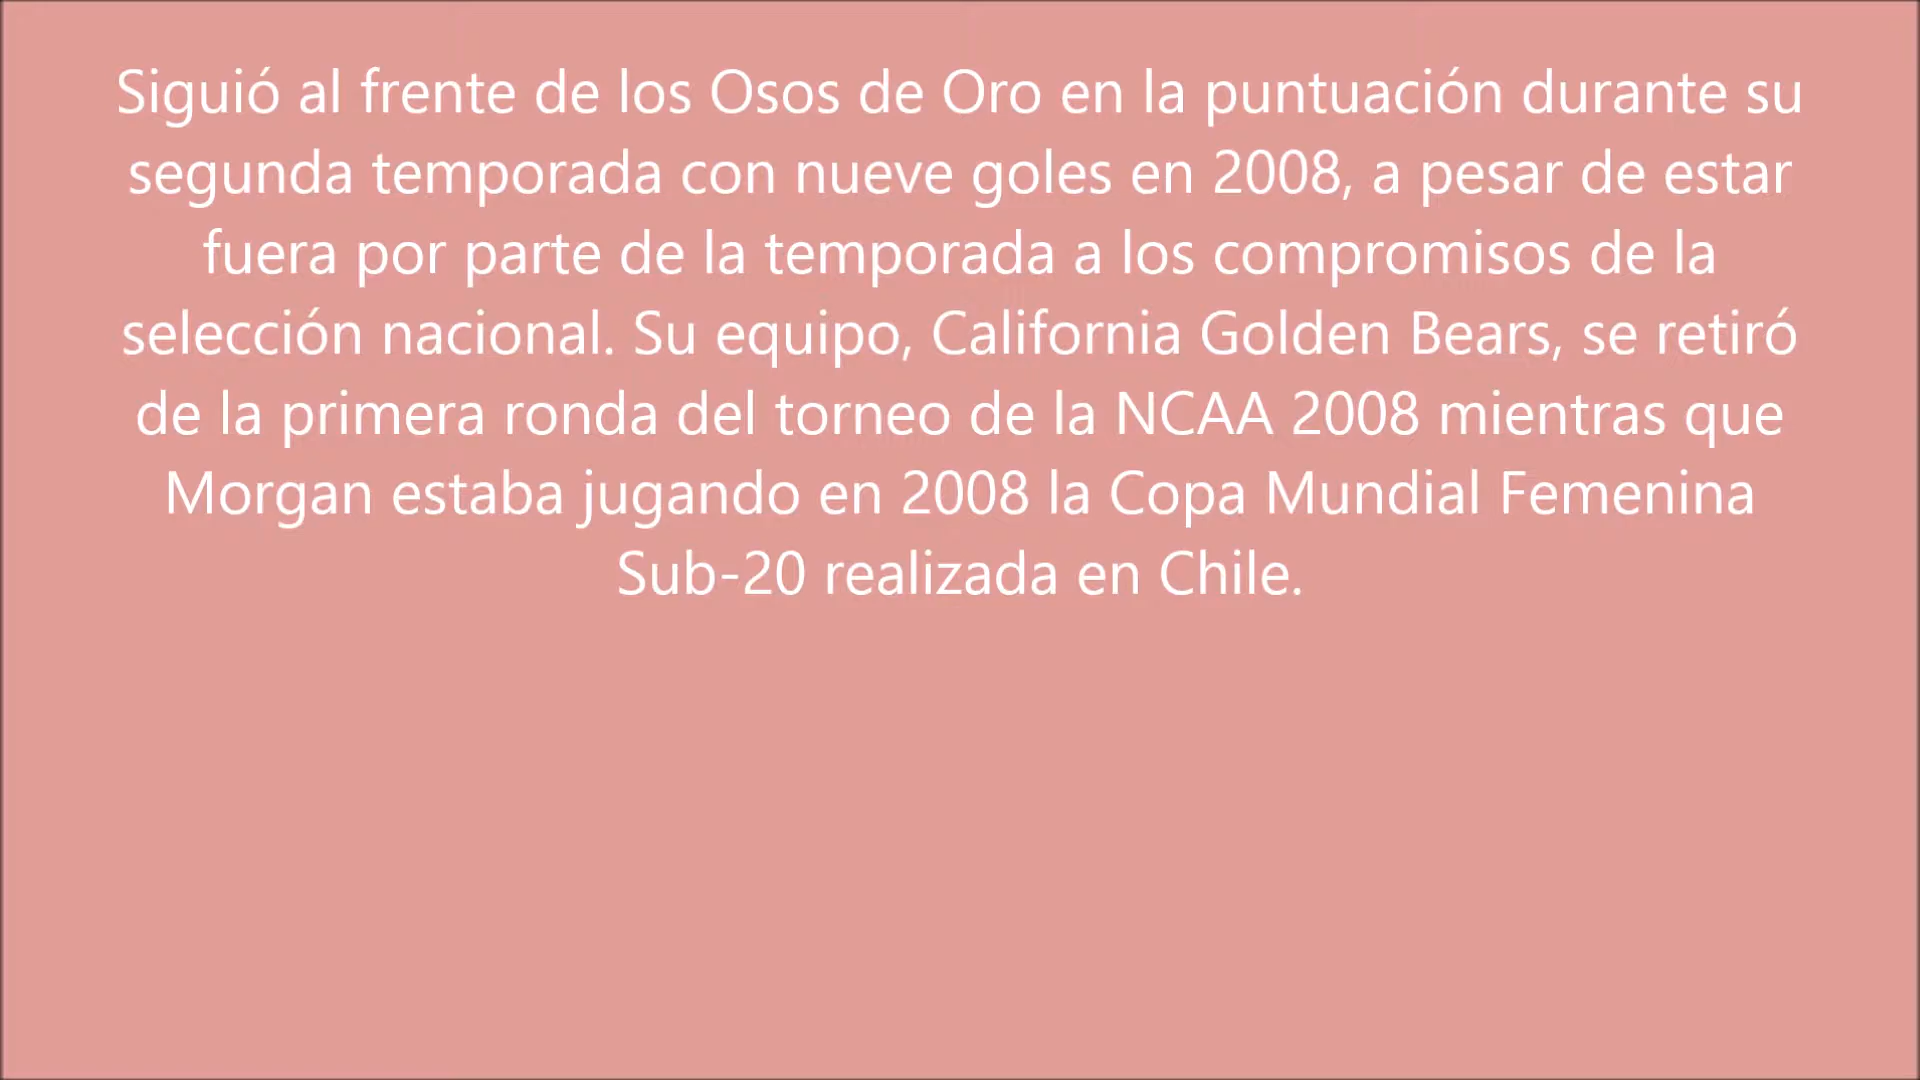 Siguió al frente de los Osos de Oro en la puntuación durante su
segunda temporada con nueve goles en 2008, a pesar de estar
fuera por parte de la temporada a los compromisos de la
selección nacional. Su equipo, California Golden Bears, se retiró
de la primera ronda del torneo de la NCAA 2008 mientras que
Morgan estaba jugando en 2008 la Copa Mundial Femenina
Sub-20 realizada en Chile.